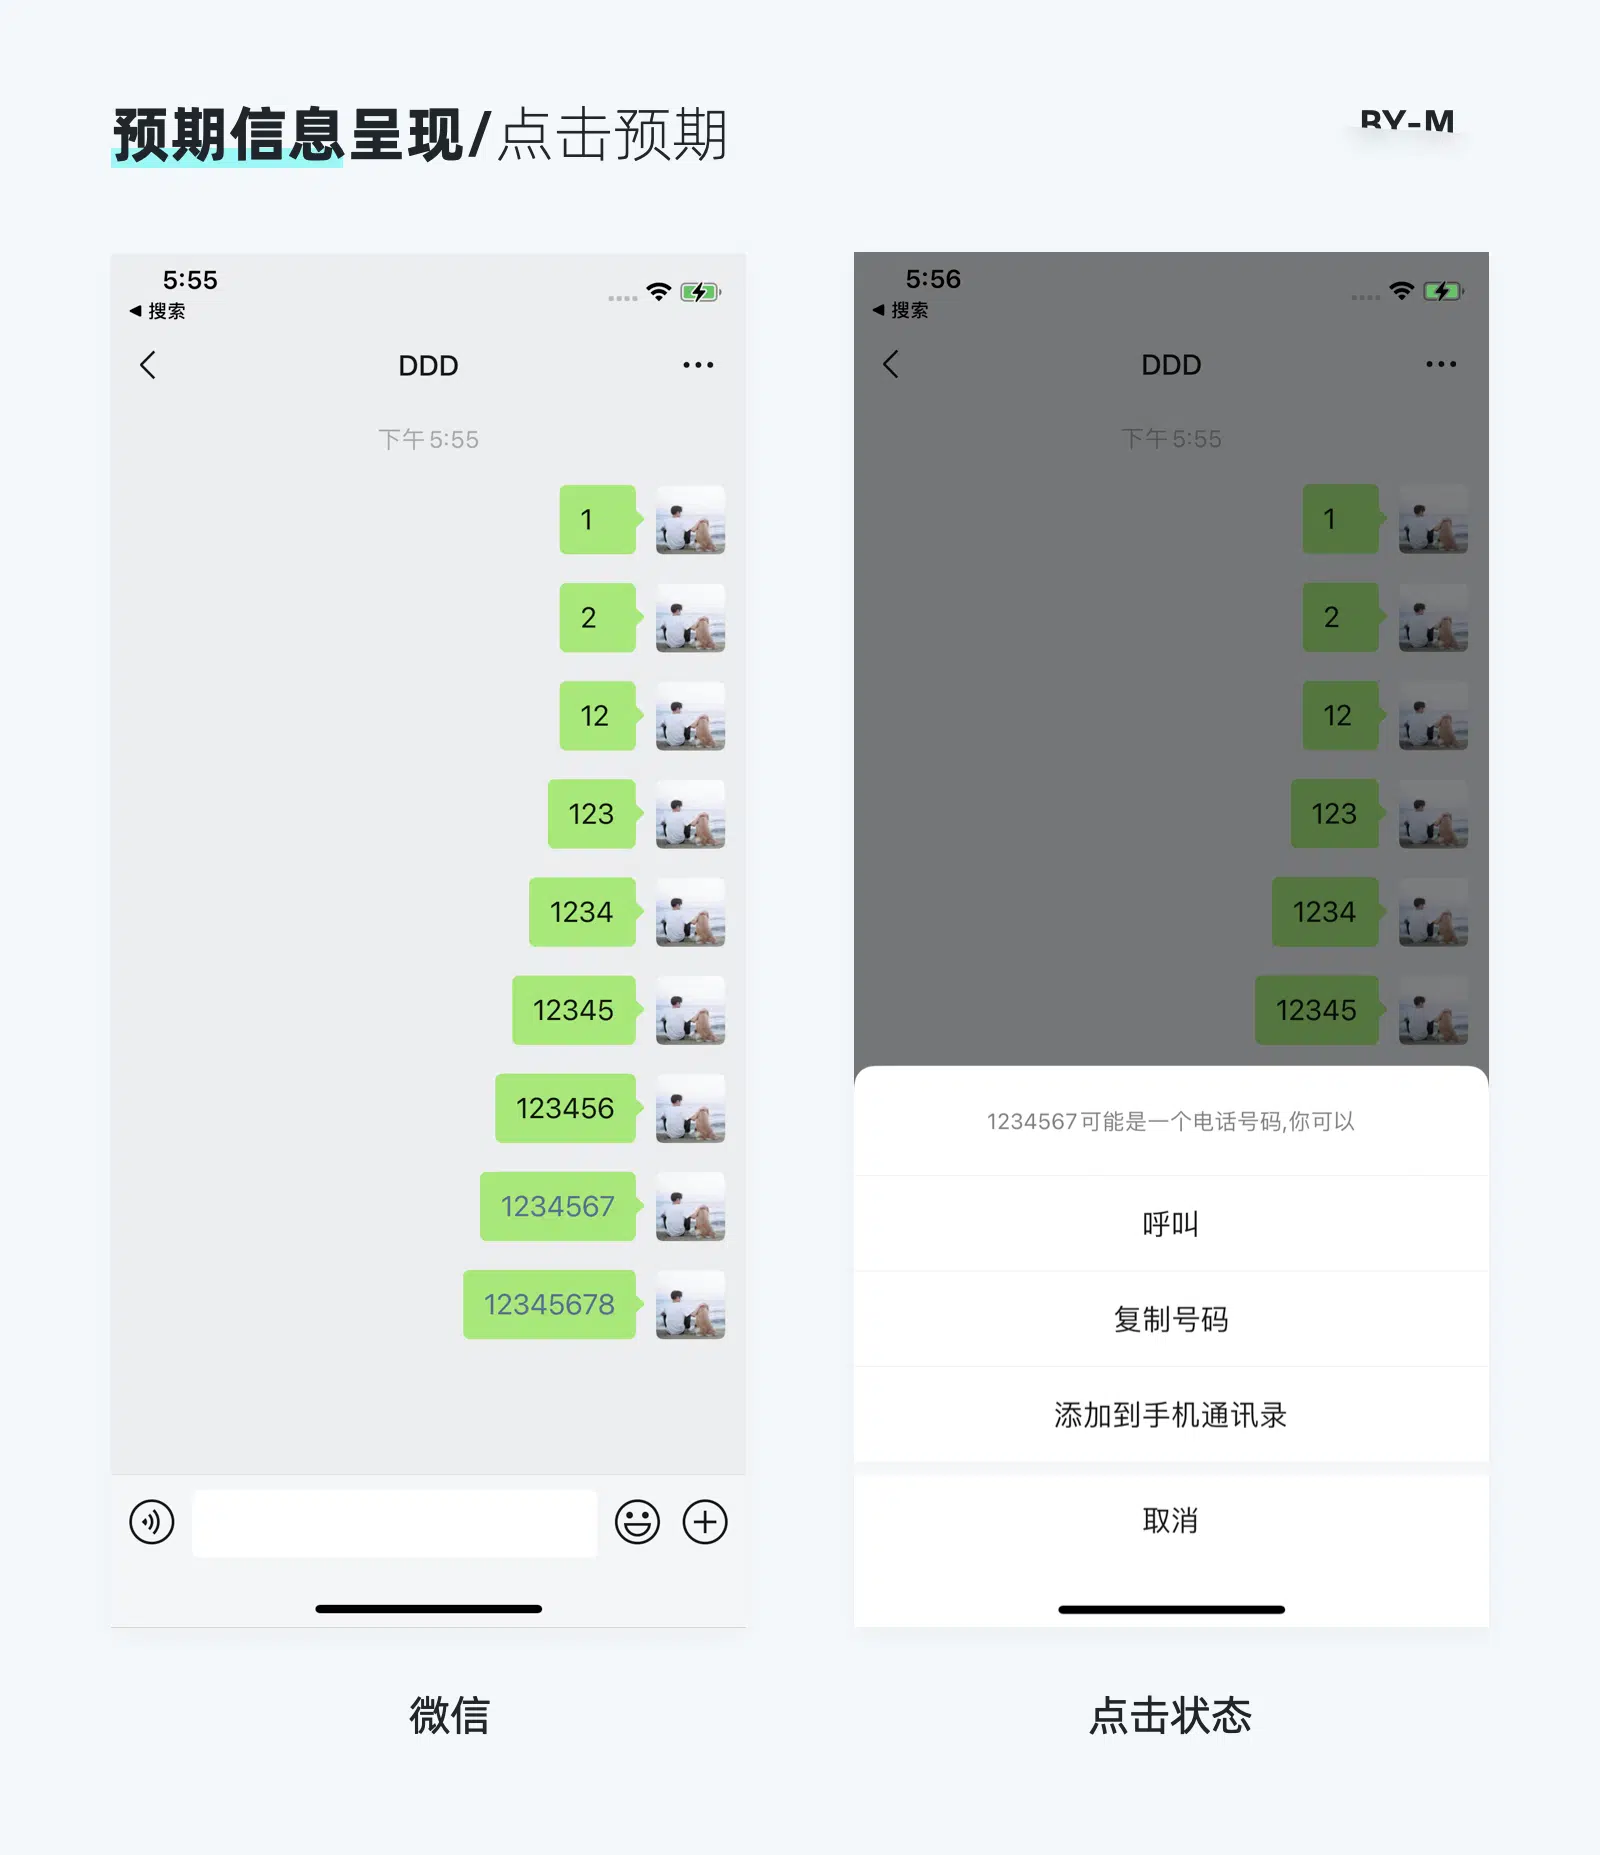 预期信息呈现/点击预期
BY-M
5:55
◀ 搜索
DDD
下午 5:55
1
2
12
123
1234
12345
123456
1234567
12345678
微信
5:56
◀ 搜索
DDD
下午 5:55
1
2
12
123
1234
12345
1234567可能是一个电话号码,你可以
呼叫
复制号码
添加到手机通讯录
取消
点击状态